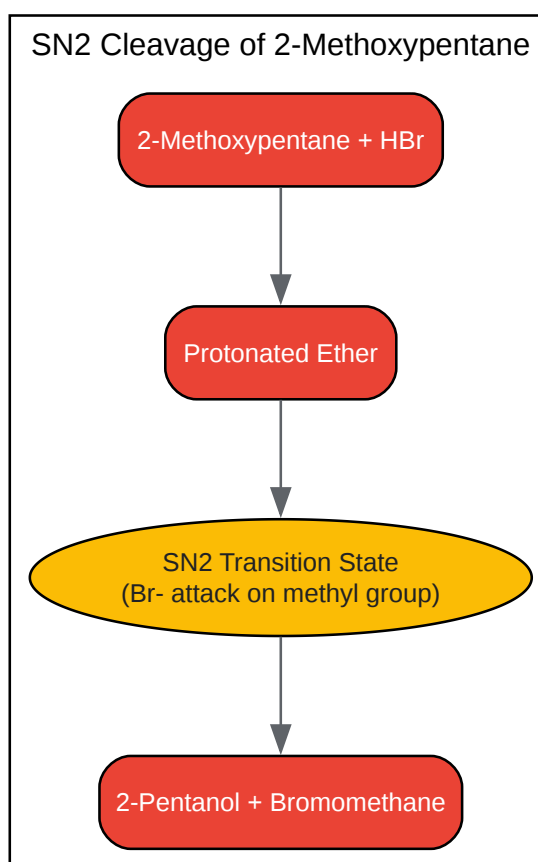 SN2 Cleavage of 2-Methoxypentane
2-Methoxypentane + HBr
Protonated Ether
SN2 Transition State
(Br- attack on methyl group)
2-Pentanol + Bromomethane